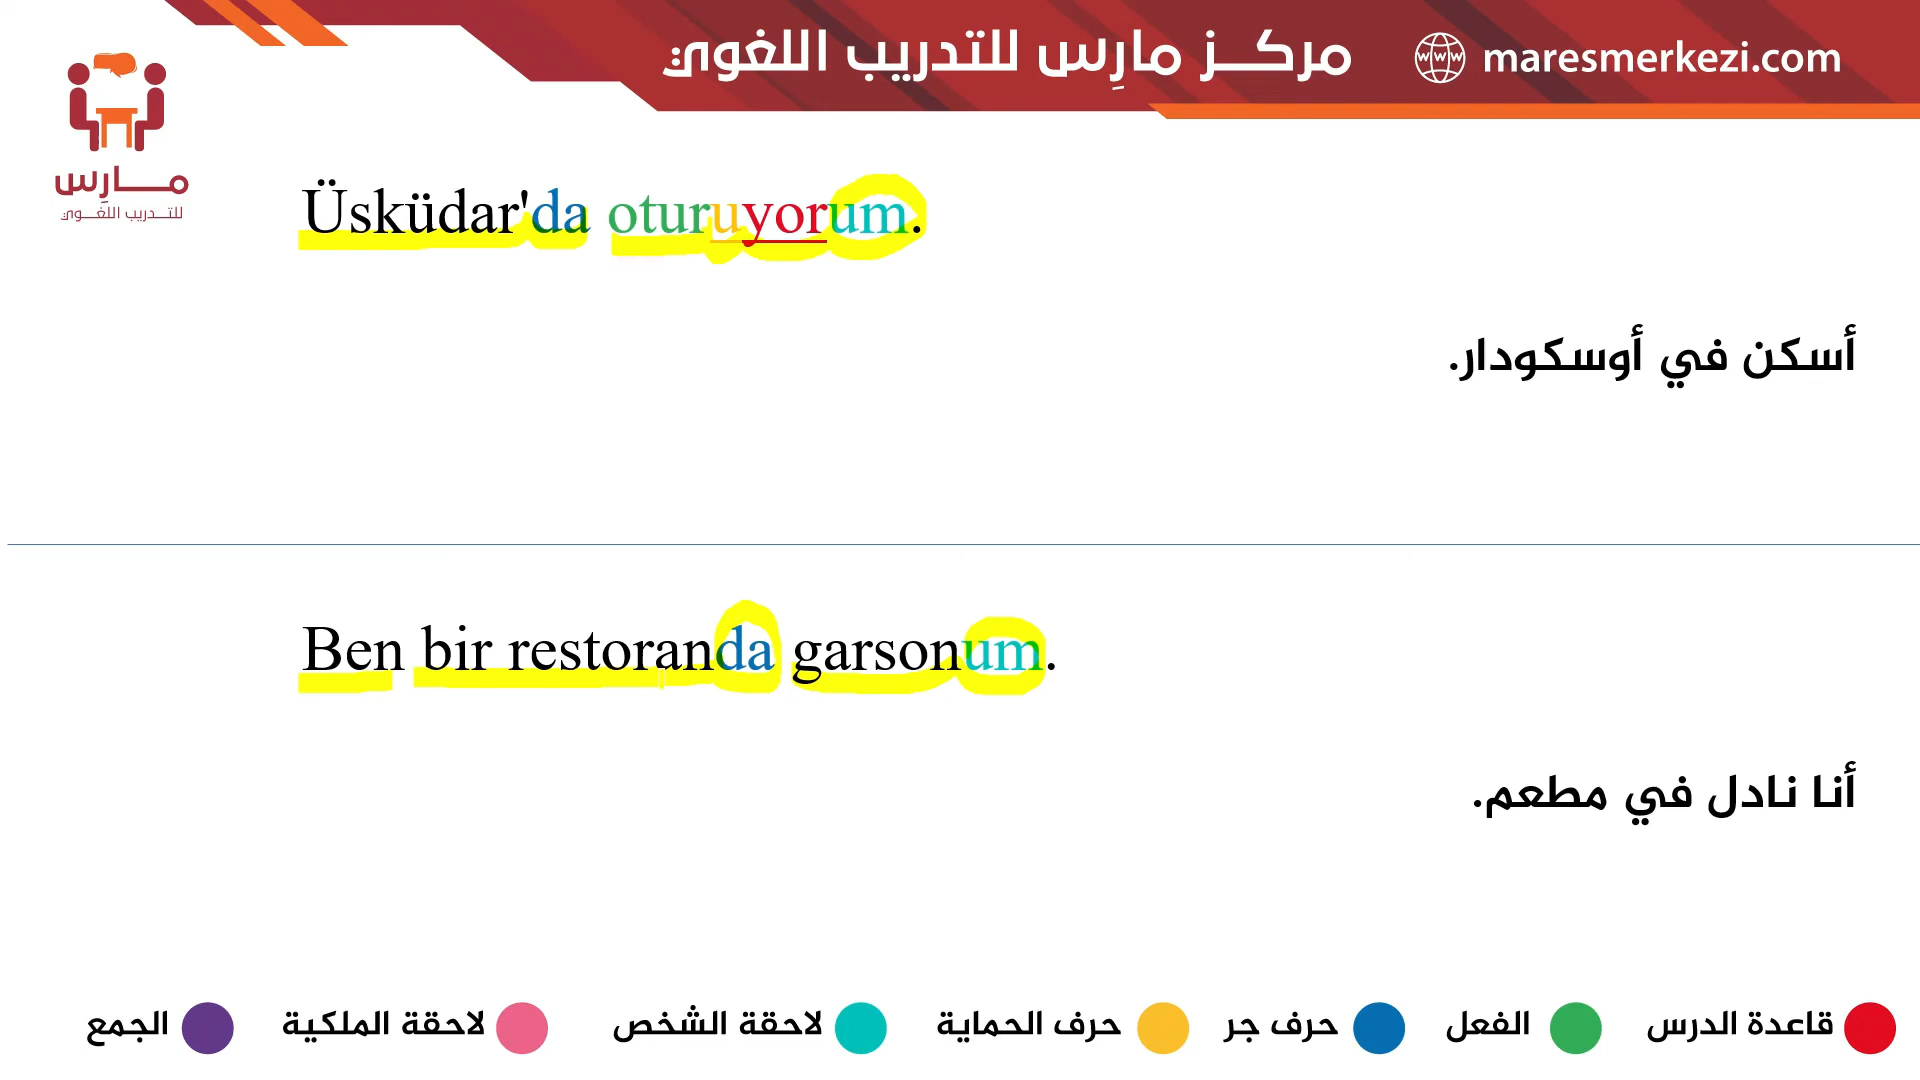 مركـــز مارِس للتدريب اللغوي
maresmerkezi.com
مـــارِس
للتـــدريب اللغـــوي
Üsküdar'da oturuyorum.
أسكن في أوسكودار.
Ben bir restoranda garsonum.
أنا نادل في مطعم.
قاعدة الدرس
الفعل
حرف جر
حرف الحماية
لاحقة الشخص
لاحقة الملكية
الجمع